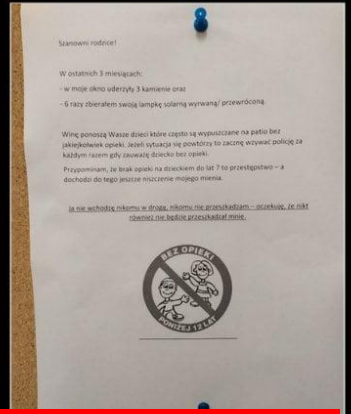 Szanowni rodzice!
W ostatnich 3 miesiącach:
- w moje okno uderzyły 3 kamienie oraz
- 6 razy zbierałem swoją lampkę solarną wyrwaną/ przewróconą.
Winę ponoszą Wasze dzieci które często są wypuszczane na patio bez
jakiejkolwiek opieki. Jeżeli sytuacja się powtórzy to zacznę wzywać policję za
każdym razem gdy zauważę dziecko bez opieki.
Przypominam, że brak opieki na dzieckiem do lat 7 to przestępstwo – a
dochodzi do tego jeszcze niszczenie mojego mienia.
Ja nie wchodzę nikomu w drogę, nikomu nie przeszkadzam – oczekuję, że nikt
również nie będzie przeszkadzał mnie.
BEZ OPIEKI
PONIŻEJ 12 LAT